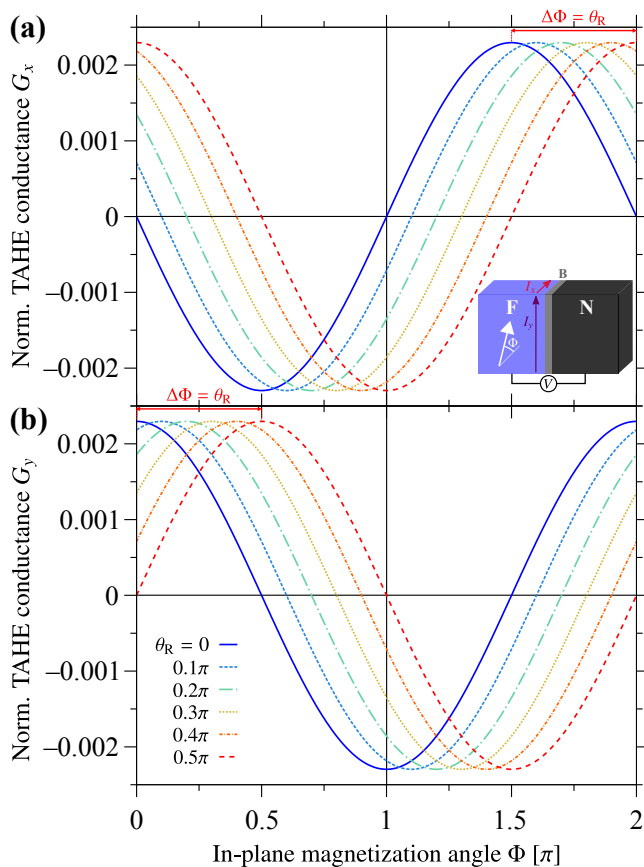 (a)
ΔΦ = θR
Norm. TAHE conductance Gx
0.002
0.001
0
−0.001
−0.002
B
Ix
F
N
Iy
Φ
V
(b)
ΔΦ = θR
Norm. TAHE conductance Gy
0.002
0.001
0
−0.001
−0.002
θR = 0
0.1π
0.2π
0.3π
0.4π
0.5π
0
0.5
1
1.5
2
In-plane magnetization angle Φ [π]